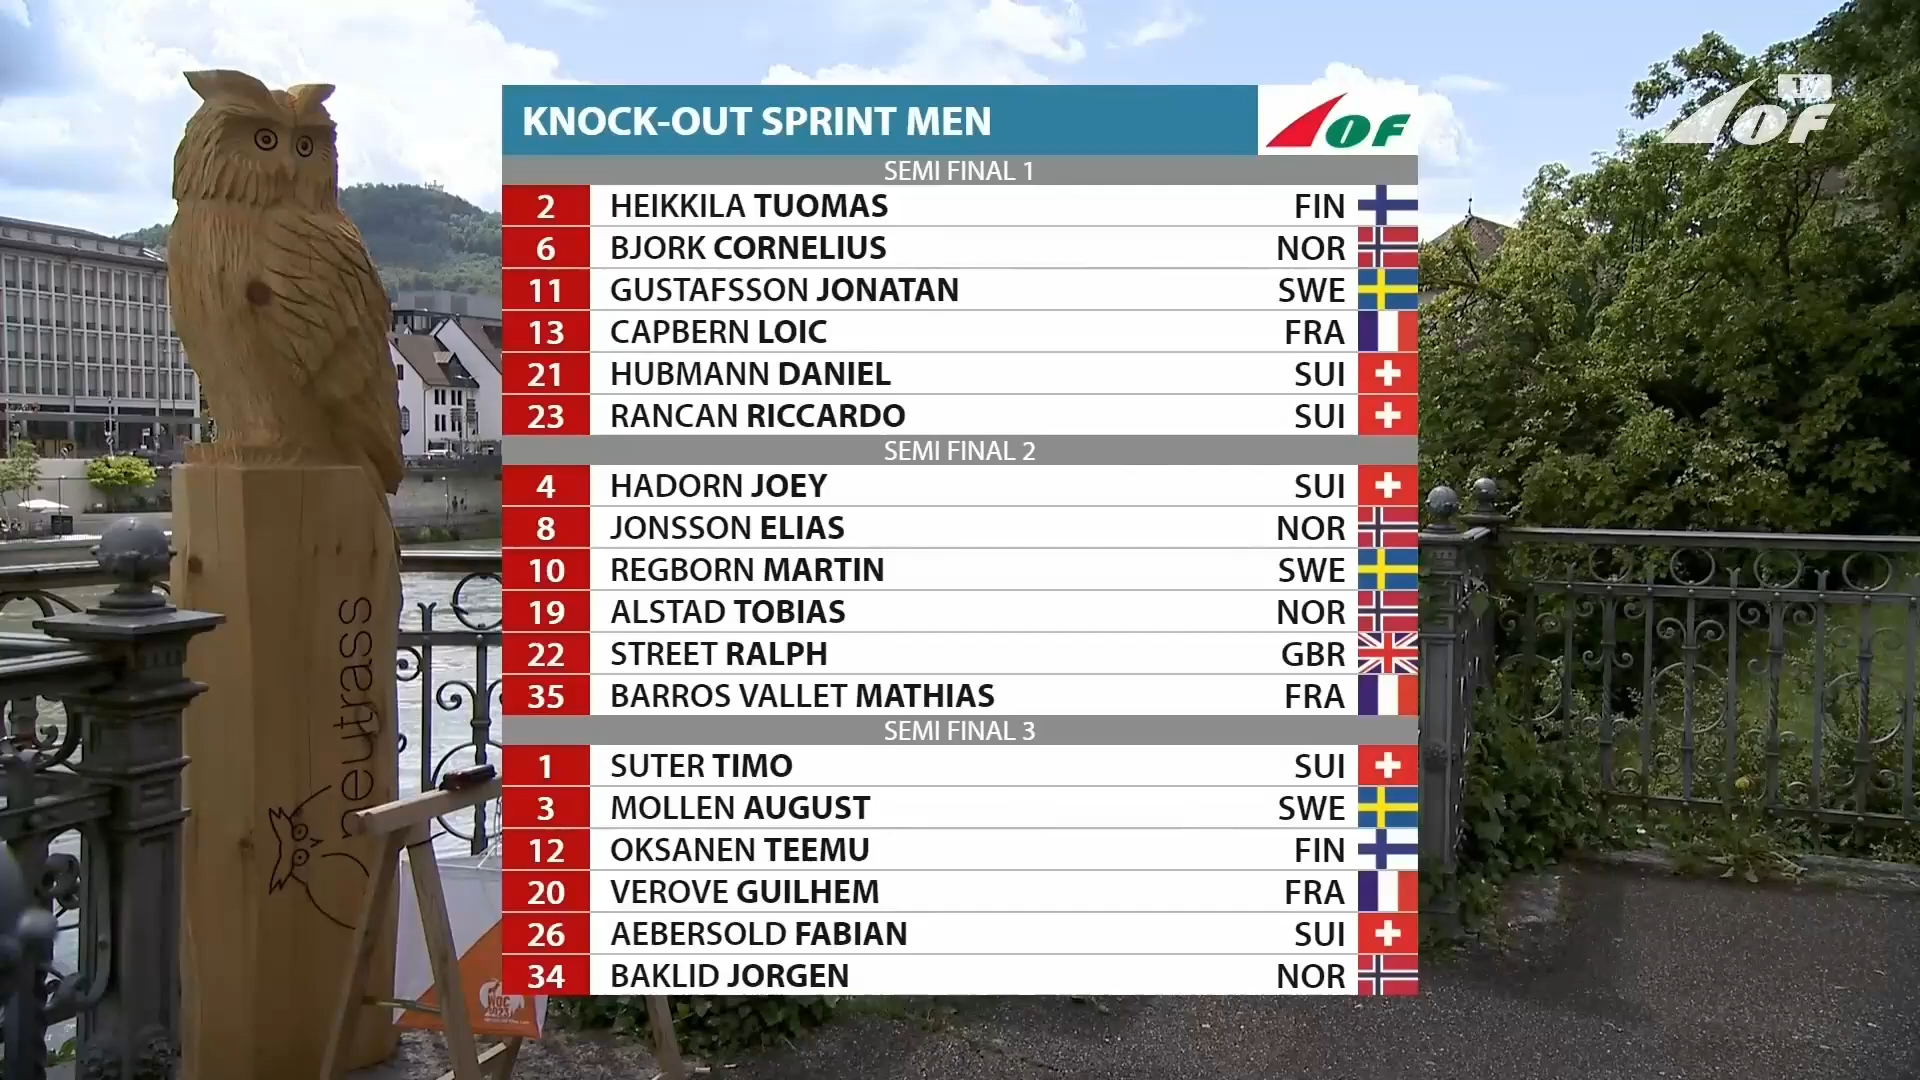 KNOCK-OUT SPRINT MEN
IOF
TV
IOF
SEMI FINAL 1
2 HEIKKILA TUOMAS FIN
6 BJORK CORNELIUS NOR
11 GUSTAFSSON JONATAN SWE
13 CAPBERN LOIC FRA
21 HUBMANN DANIEL SUI
23 RANCAN RICCARDO SUI
SEMI FINAL 2
4 HADORN JOEY SUI
8 JONSSON ELIAS NOR
10 REGBORN MARTIN SWE
19 ALSTAD TOBIAS NOR
22 STREET RALPH GBR
35 BARROS VALLET MATHIAS FRA
SEMI FINAL 3
1 SUTER TIMO SUI
3 MOLLEN AUGUST SWE
12 OKSANEN TEEMU FIN
20 VEROVE GUILHEM FRA
26 AEBERSOLD FABIAN SUI
34 BAKLID JORGEN NOR
neutrass
WOC
2023